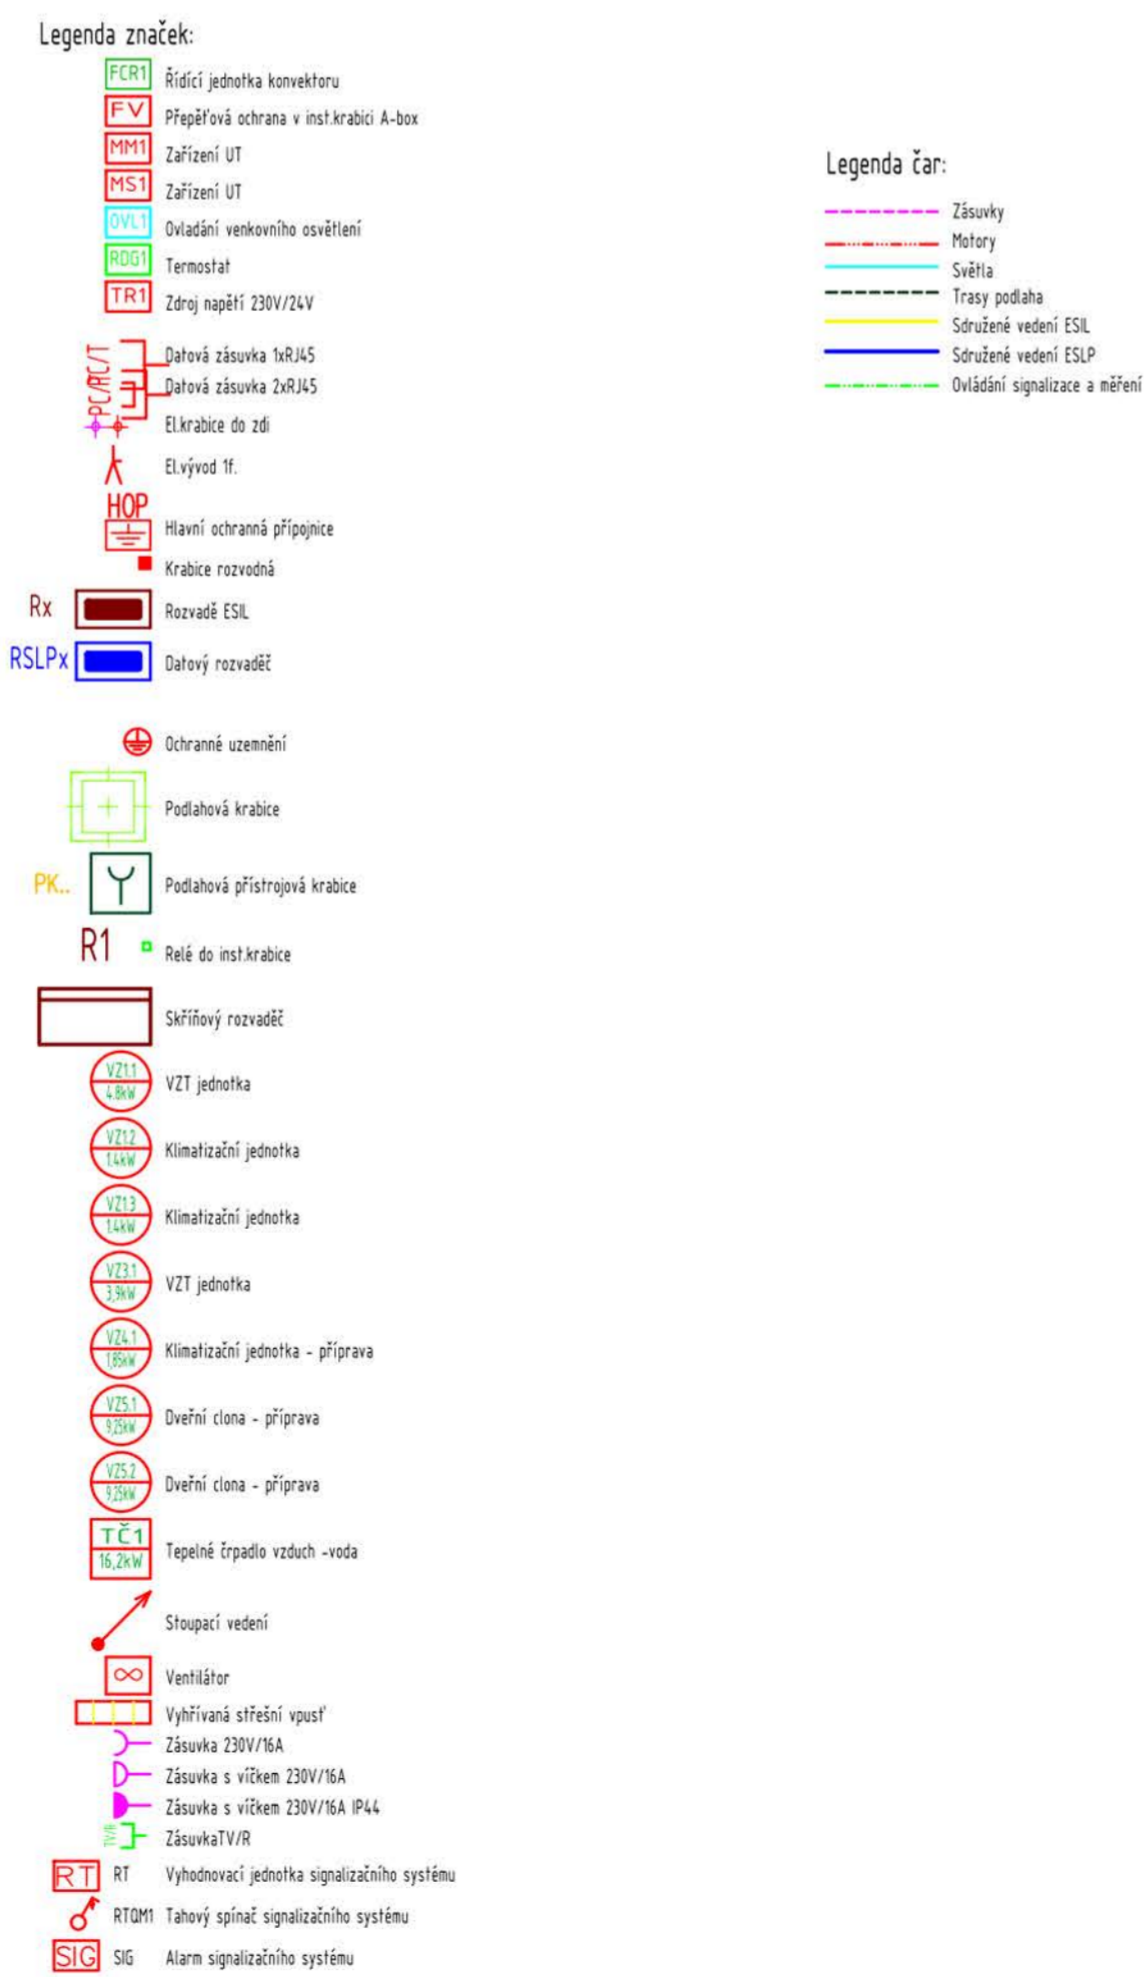 Legenda značek:
FCR1 Řídící jednotka konvektoru
FV Přepěťová ochrana v inst.krabici A-box
MM1 Zařízení UT
MS1 Zařízení UT
OVL1 Ovladání venkovního osvětlení
RDG1 Termostat
TR1 Zdroj napětí 230V/24V
Datová zásuvka 1xRJ45
Datová zásuvka 2xRJ45
El.krabice do zdi
El.vývod 1f.
HOP
Hlavní ochranná přípojnice
Krabice rozvodná
Rx Rozvadě ESIL
RSLPx Datový rozvaděč
Ochranné uzemnění
Podlahová krabice
PK.. Podlahová přístrojová krabice
R1 Relé do inst.krabice
Skříňový rozvaděč
VZ1.1
4.8kW
VZT jednotka
VZ1.2
1.4kW
Klimatizační jednotka
VZ1.3
1.4kW
Klimatizační jednotka
VZ3.1
3,9kW
VZT jednotka
VZ4.1
1,85kW
Klimatizační jednotka - příprava
VZ5.1
9,25kW
Dveřní clona - příprava
VZ5.2
9,25kW
Dveřní clona - příprava
TČ1
16,2kW
Tepelné črpadlo vzduch -voda
Stoupací vedení
Ventilátor
Vyhřívaná střešní vpusť
Zásuvka 230V/16A
Zásuvka s víčkem 230V/16A
Zásuvka s víčkem 230V/16A IP44
TV/R ZásuvkaTV/R
RT RT Vyhodnovací jednotka signalizačního systému
RTQM1 Tahový spínač signalizačního systému
SIG SIG Alarm signalizačního systému
Legenda čar:
Zásuvky
Motory
Světla
Trasy podlaha
Sdružené vedení ESIL
Sdružené vedení ESLP
Ovládání signalizace a měření